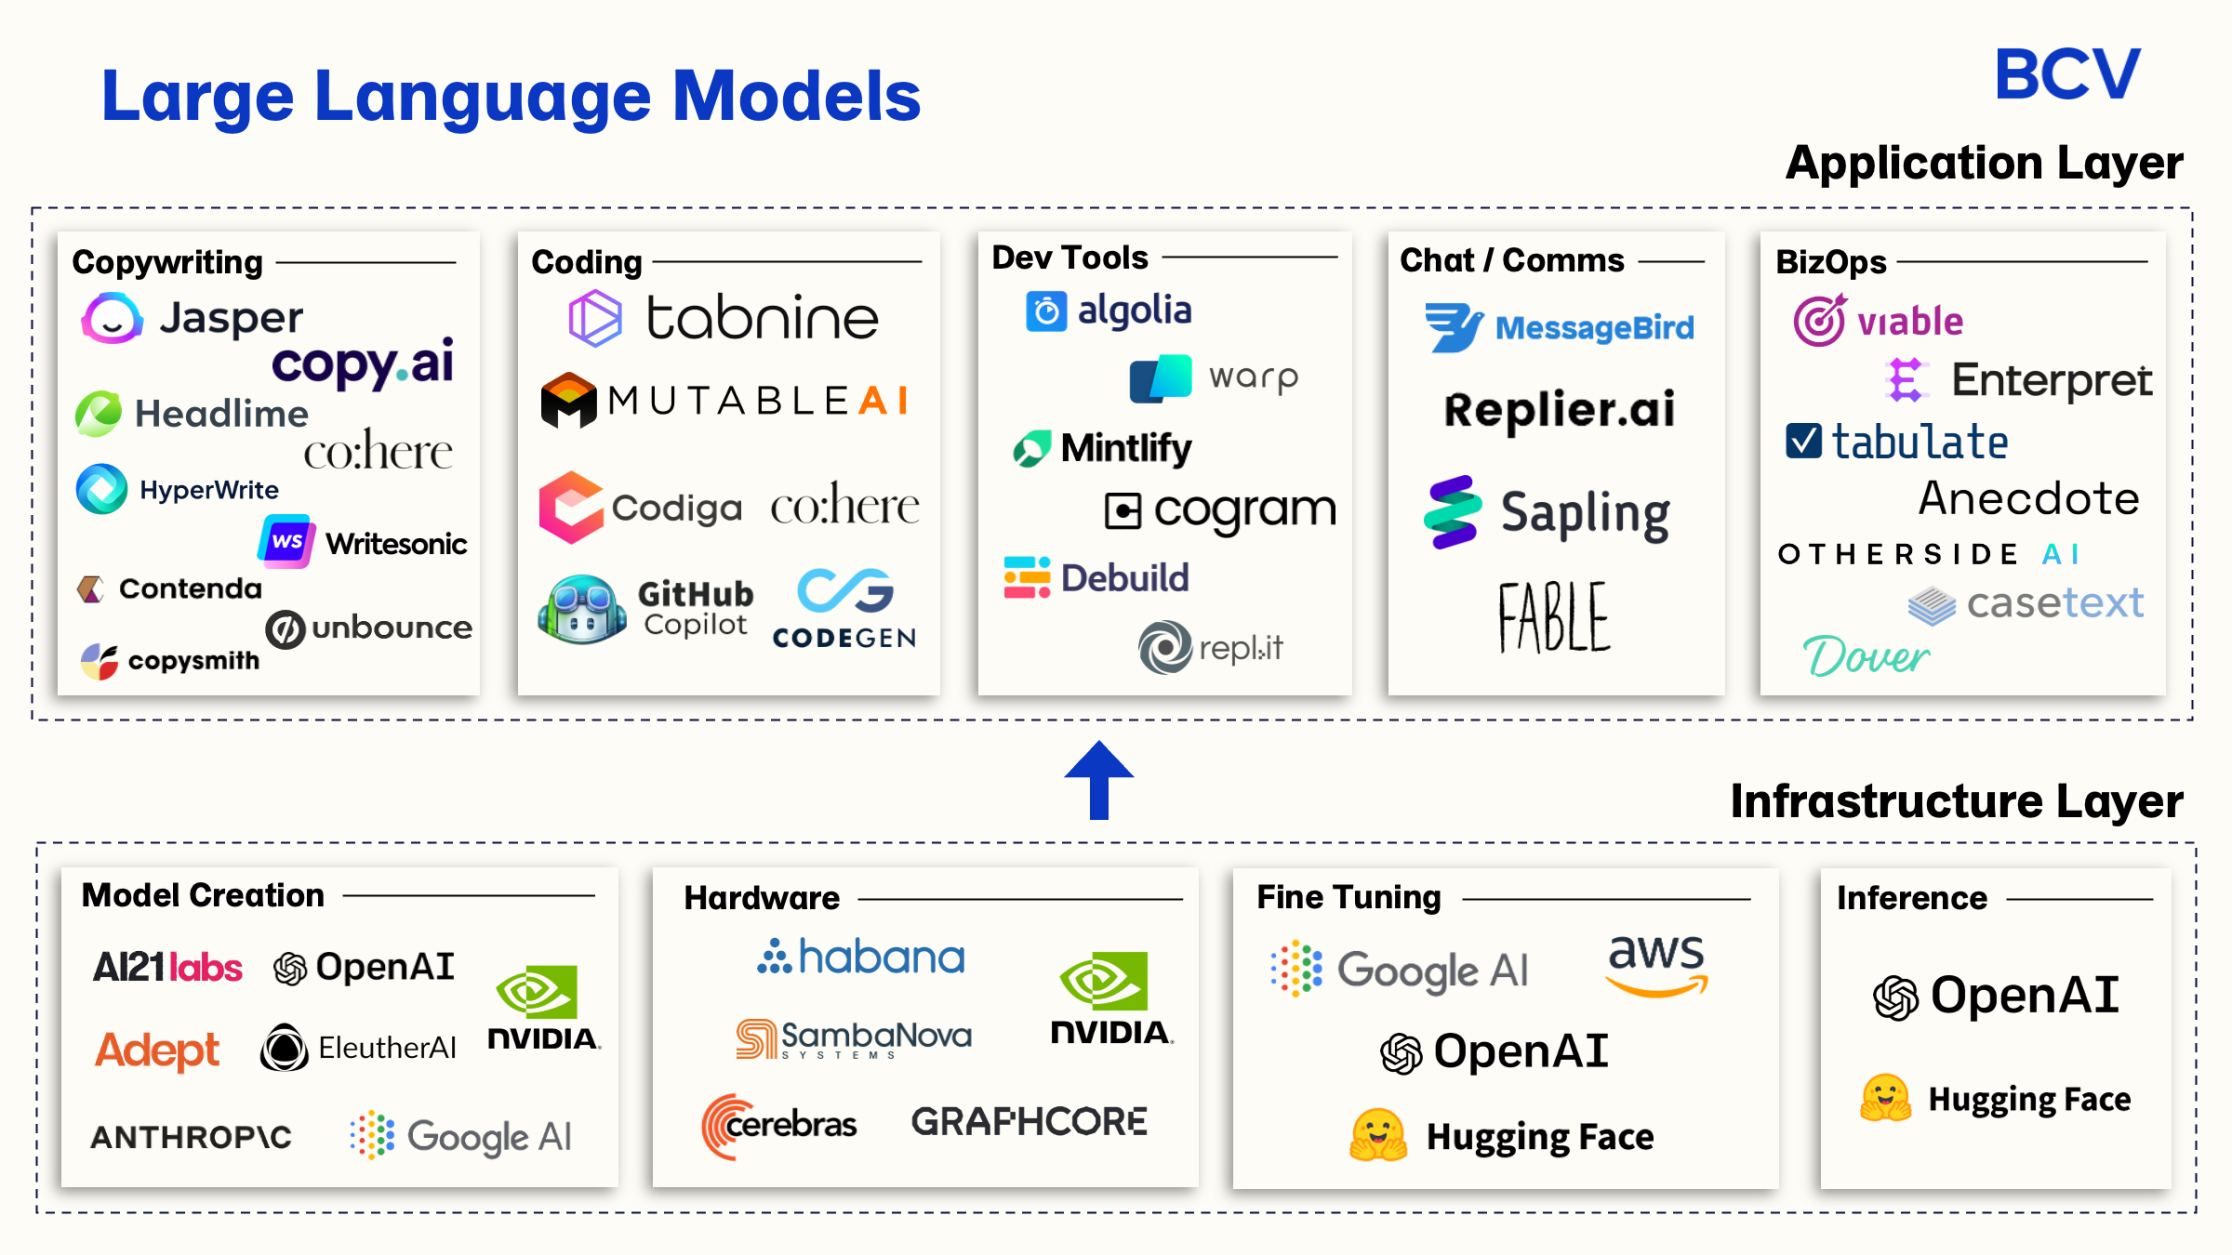 Large Language Models
BCV
Application Layer
Copywriting
Jasper
copy.ai
Headlime
co:here
HyperWrite
WS Writesonic
Contenda
unbounce
copysmith
Coding
tabnine
MUTABLEAI
Codiga
co:here
GitHub
Copilot
CODEGEN
Dev Tools
algolia
warp
Mintlify
cogram
Debuild
repl.it
Chat / Comms
MessageBird
Replier.ai
Sapling
FABLE
BizOps
viable
Enterpret
tabulate
Anecdote
OTHERSIDE AI
casetext
Dover
Infrastructure Layer
Model Creation
AI21labs
OpenAI
NVIDIA.
Adept
EleutherAI
ANTHROP\C
Google AI
Hardware
habana
NVIDIA.
SambaNova
SYSTEMS
cerebras
GRAPHCORE
Fine Tuning
Google AI
aws
OpenAI
Hugging Face
Inference
OpenAI
Hugging Face